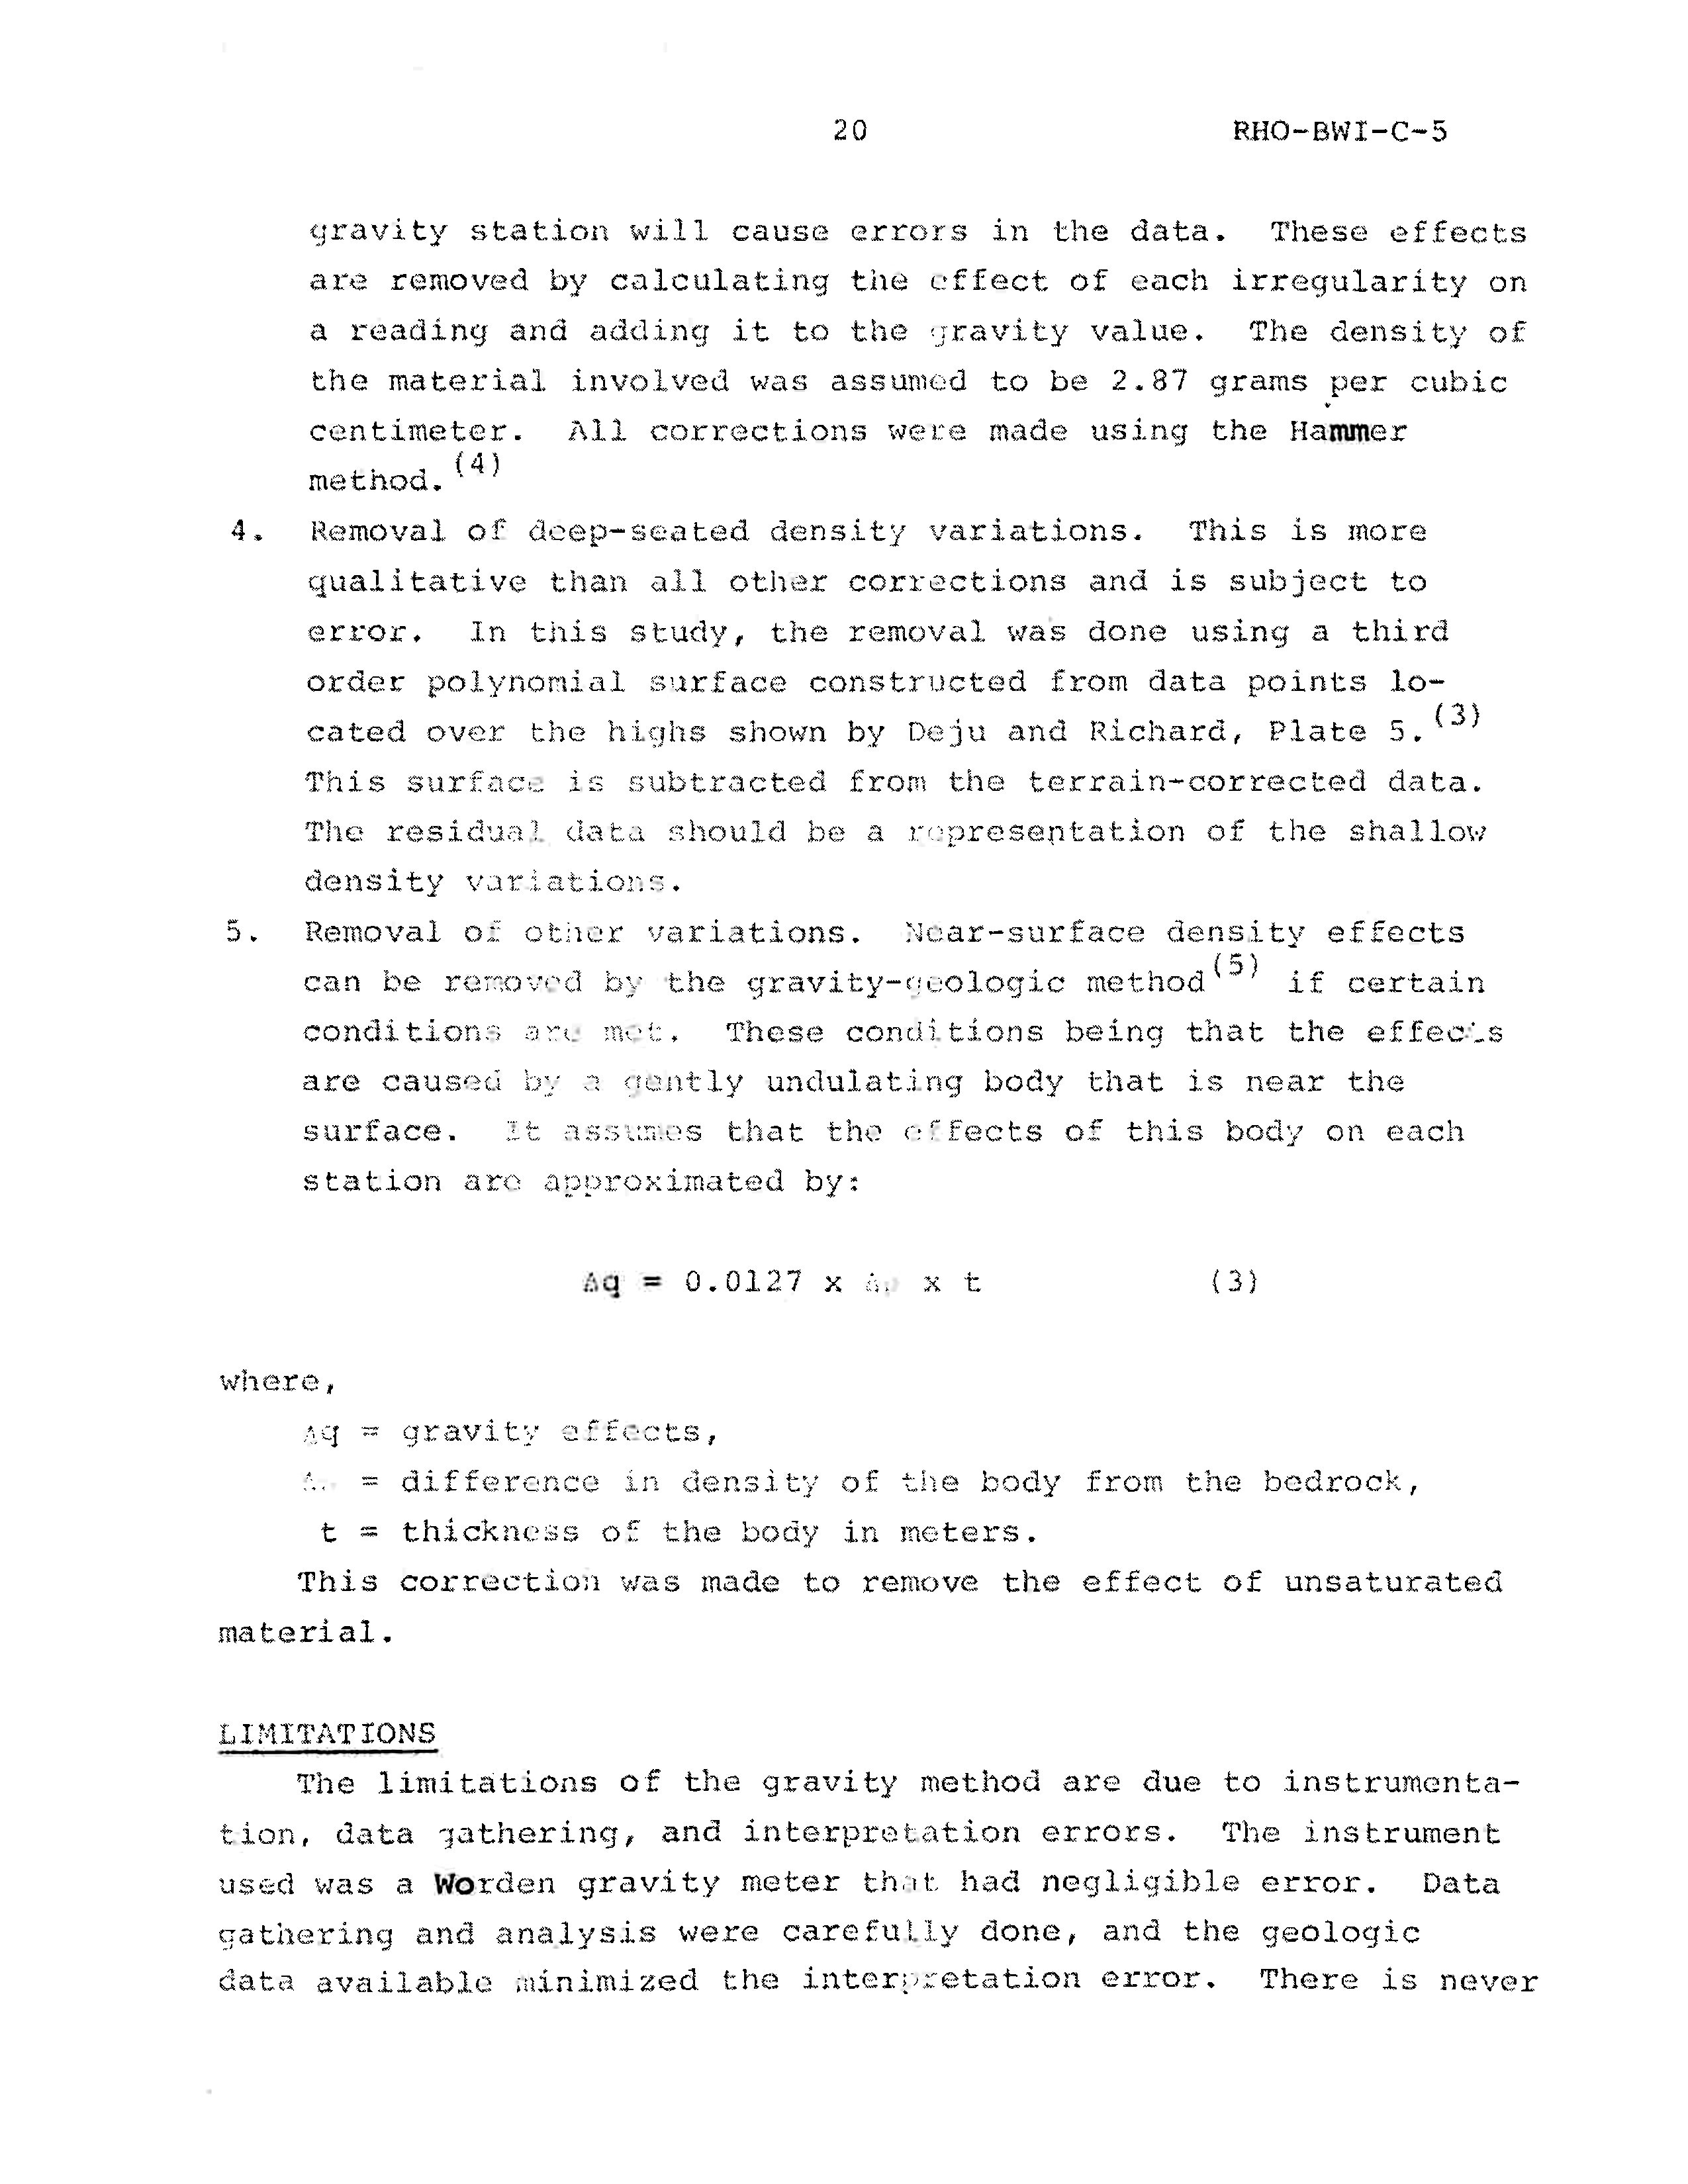 20 RHO-BWI-C-5
gravity station will cause errors in the data. These effects
are removed by calculating the effect of each irregularity on
a reading and adding it to the gravity value. The density of
the material involved was assumed to be 2.87 grams per cubic
centimeter. All corrections were made using the Hammer
method.(4)
4. Removal of deep-seated density variations. This is more
qualitative than all other corrections and is subject to
error. In this study, the removal was done using a third
order polynomial surface constructed from data points lo-
cated over the highs shown by Deju and Richard, Plate 5.(3)
This surface is subtracted from the terrain-corrected data.
The residual data should be a representation of the shallow
density variations.
5. Removal of other variations. Near-surface density effects
can be removed by the gravity-geologic method(5) if certain
conditions are met. These conditions being that the effects
are caused by a gently undulating body that is near the
surface. It assumes that the effects of this body on each
station are approximated by:
Δq = 0.0127 x Δρ x t (3)
where,
Δq = gravity effects,
Δρ = difference in density of the body from the bedrock,
t = thickness of the body in meters.
This correction was made to remove the effect of unsaturated
material.
LIMITATIONS
The limitations of the gravity method are due to instrumenta-
tion, data gathering, and interpretation errors. The instrument
used was a Worden gravity meter that had negligible error. Data
gathering and analysis were carefully done, and the geologic
data available minimized the interpretation error. There is never